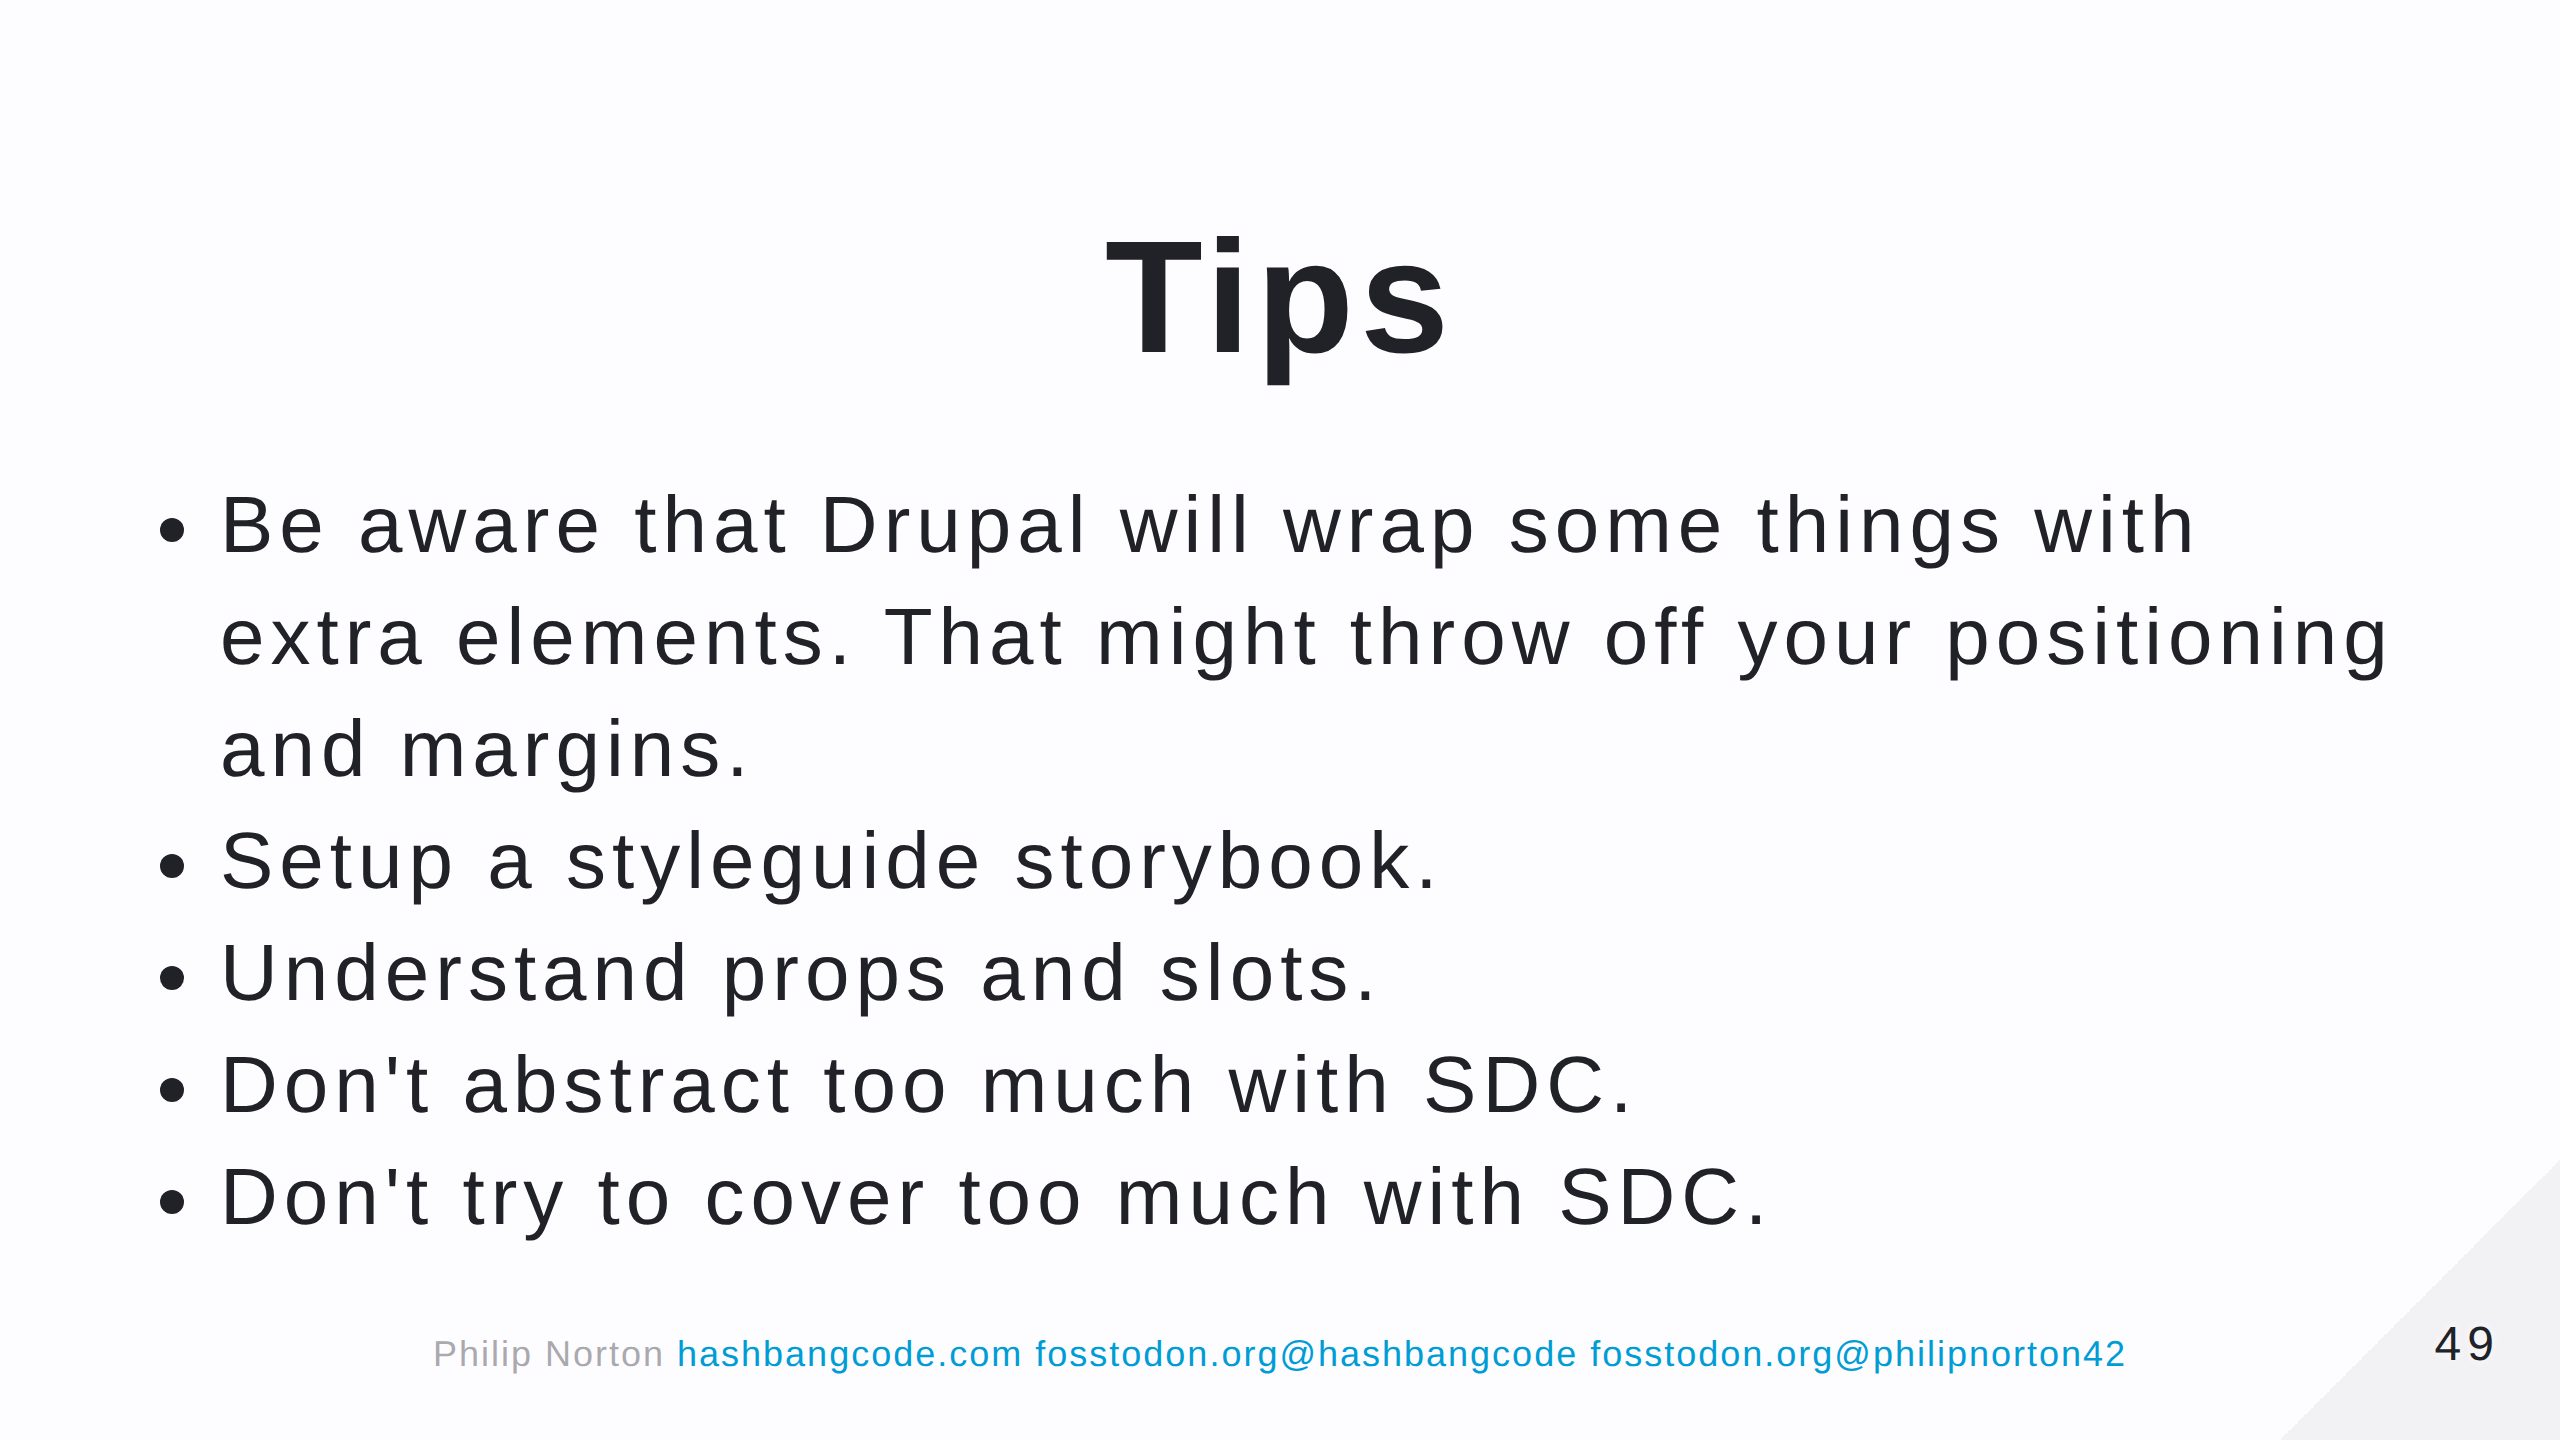 Tips
• Be aware that Drupal will wrap some things with
extra elements. That might throw off your positioning
and margins.
• Setup a styleguide storybook.
• Understand props and slots.
• Don't abstract too much with SDC.
• Don't try to cover too much with SDC.
Philip Norton hashbangcode.com fosstodon.org@hashbangcode fosstodon.org@philipnorton42
49